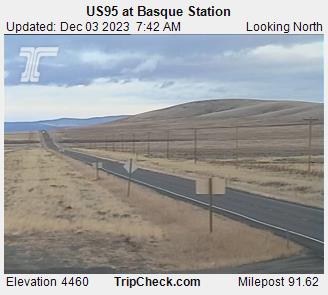 US95 at Basque Station
Updated: Dec 03 2023 7:42 AM Looking North
Elevation 4460 TripCheck.com Milepost 91.62